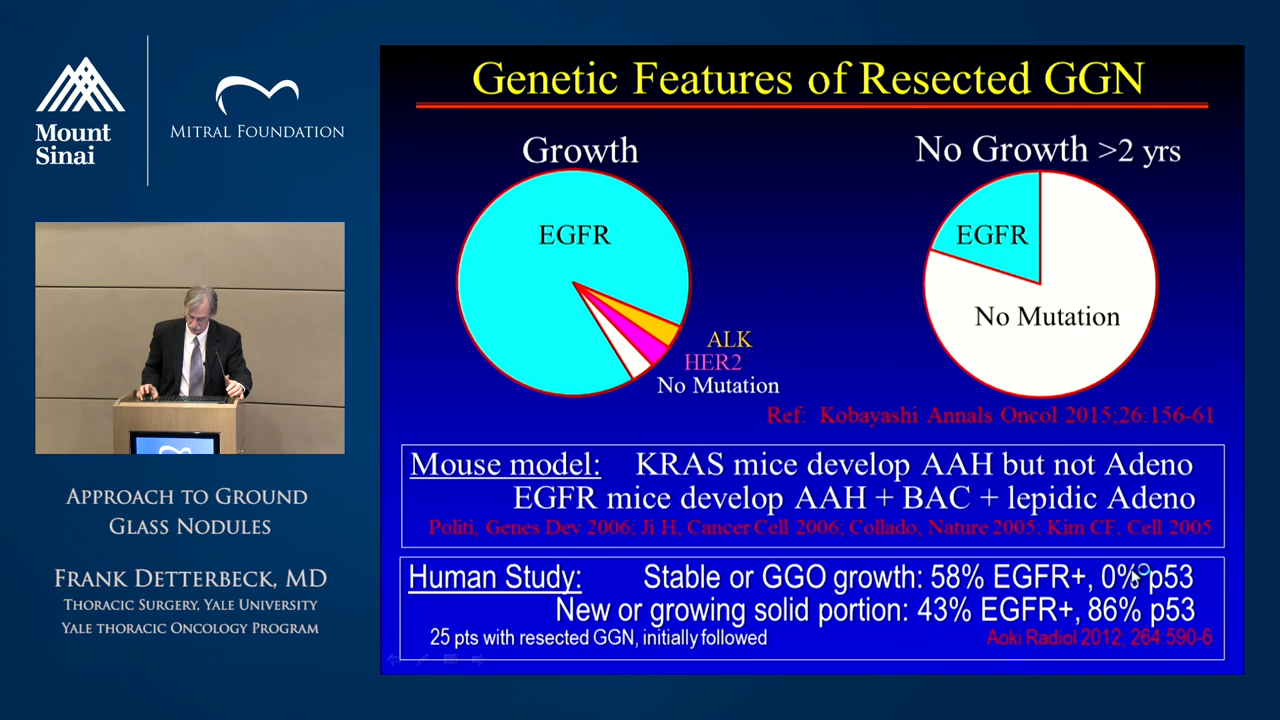 Mount
Sinai
MITRAL FOUNDATION
APPROACH TO GROUND
GLASS NODULES
FRANK DETTERBECK, MD
THORACIC SURGERY, YALE UNIVERSITY
YALE THORACIC ONCOLOGY PROGRAM
Genetic Features of Resected GGN
Growth
No Growth >2 yrs
EGFR
ALK
HER2
No Mutation
EGFR
No Mutation
Ref: Kobayashi Annals Oncol 2015;26:156-61
Mouse model: KRAS mice develop AAH but not Adeno
EGFR mice develop AAH + BAC + lepidic Adeno
Politi, Genes Dev 2006; Ji H, Cancer Cell 2006; Collado, Nature 2005; Kim CF, Cell 2005
Human Study: Stable or GGO growth: 58% EGFR+, 0% p53
New or growing solid portion: 43% EGFR+, 86% p53
25 pts with resected GGN, initially followed
Aoki Radiol 2012; 264:590-6